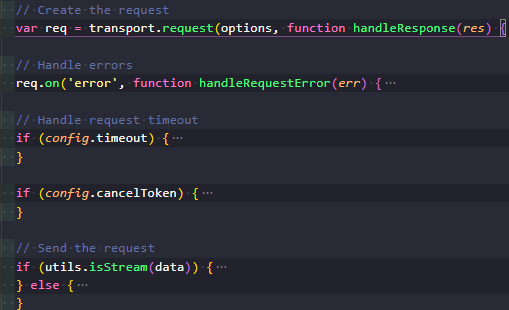 // Create the request
var req = transport.request(options, function handleResponse(res) {
// Handle errors
req.on('error', function handleRequestError(err) {···
// Handle request timeout
if (config.timeout) {···
}
if (config.cancelToken) {···
}
// Send the request
if (utils.isStream(data)) {···
} else {···
}